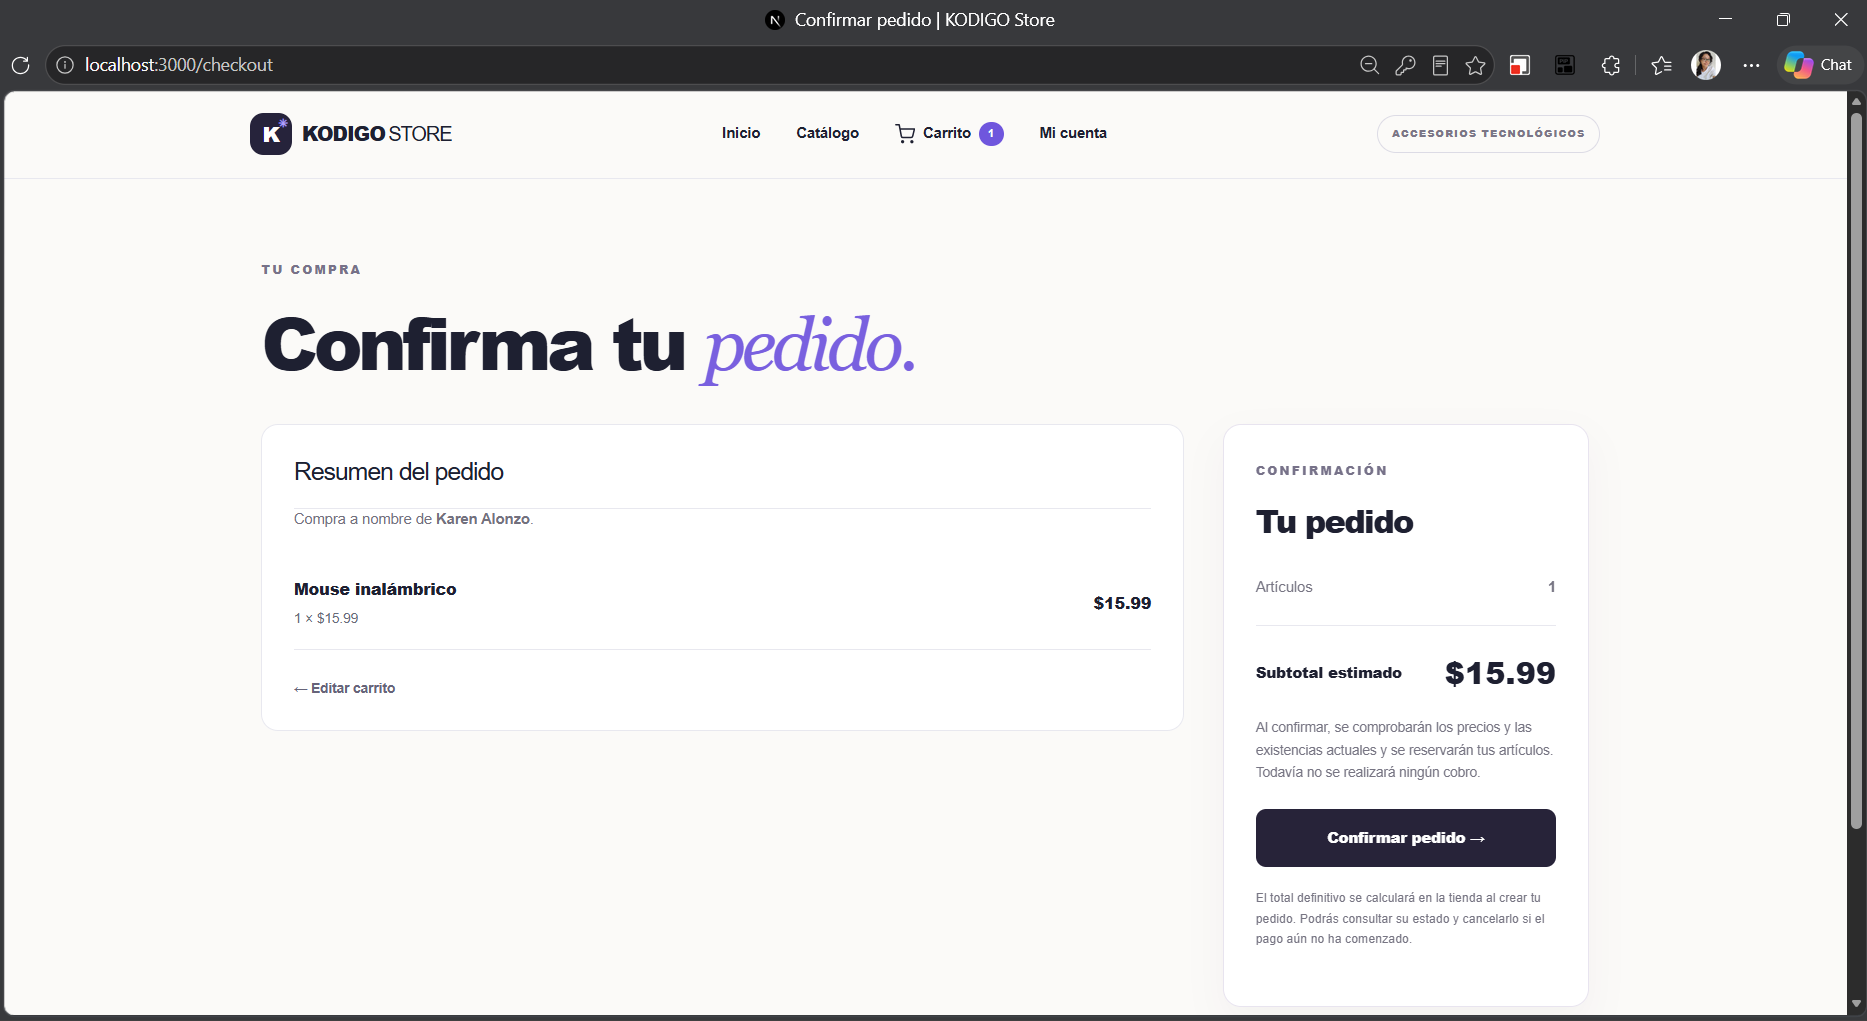 Confirmar pedido | KODIGO Store
localhost:3000/checkout
Chat
K
KODIGO STORE
Inicio
Catálogo
Carrito 1
Mi cuenta
ACCESORIOS TECNOLÓGICOS
TU COMPRA
Confirma tu pedido.
Resumen del pedido
Compra a nombre de Karen Alonzo.
Mouse inalámbrico
1 × $15.99
$15.99
← Editar carrito
CONFIRMACIÓN
Tu pedido
Artículos 1
Subtotal estimado $15.99
Al confirmar, se comprobarán los precios y las
existencias actuales y se reservarán tus artículos.
Todavía no se realizará ningún cobro.
Confirmar pedido →
El total definitivo se calculará en la tienda al crear tu
pedido. Podrás consultar su estado y cancelarlo si el
pago aún no ha comenzado.